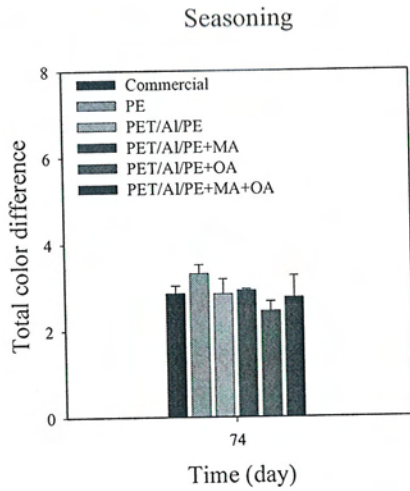 Seasoning
8
6
4
2
0
Total color difference
Commercial
PE
PET/Al/PE
PET/Al/PE+MA
PET/Al/PE+OA
PET/Al/PE+MA+OA
74
Time (day)